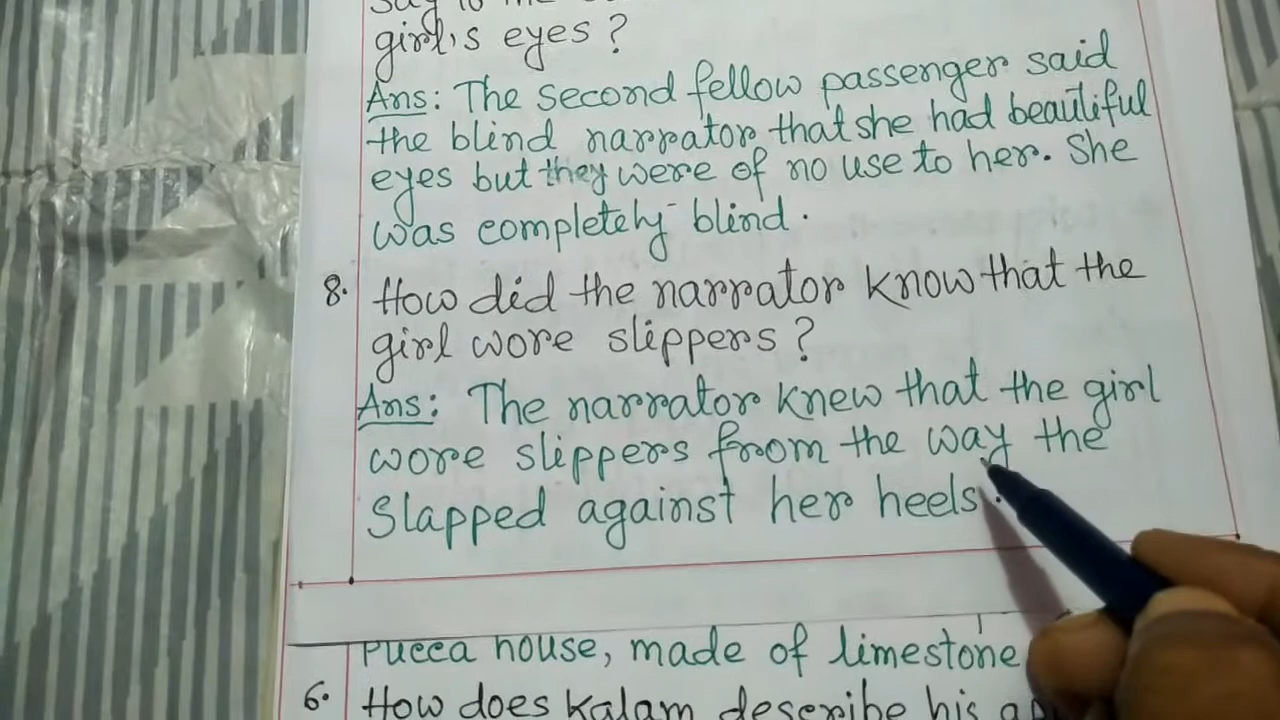 girl's eyes?
Ans: The second fellow passenger said
the blind narrator that she had beautiful
eyes but they were of no use to her. She
was completely blind.
8. How did the narrator know that the
girl wore slippers?
Ans: The narrator knew that the girl
wore slippers from the way the
Slapped against her heels.
Pucca house, made of limestone
6. How does Kalam describe his